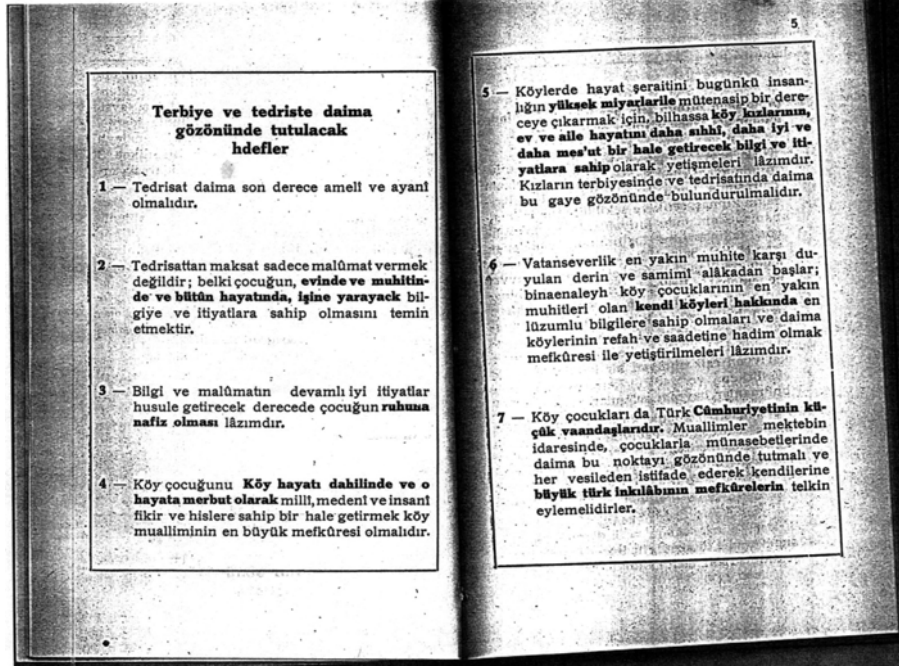 Terbiye ve tedriste daima
gözönünde tutulacak
hdefler
1 — Tedrisat daima son derece amelî ve ayanî
olmalıdır.
2 — Tedrisattan maksat sadece malûmat vermek
değildir; belki çocuğun, evinde ve muhitin-
de ve bütün hayatında, işine yarayack bil-
giye ve itiyatlara sahip olmasını temin
etmektir.
3 — Bilgi ve malûmatın devamlı iyi itiyatlar
husule getirecek derecede çocuğun ruhuna
nafiz olması lâzımdır.
4 — Köy çocuğunu Köy hayatı dahilinde ve o
hayata merbut olarak millî, medenî ve insanî
fikir ve hislere sahip bir hale getirmek köy
mualliminin en büyük mefkûresi olmalıdır.
5
5 — Köylerde hayat şeraitini bugünkü insan-
lığın yüksek miyarlarile mütenasip bir dere-
ceye çıkarmak için, bilhassa köy kızlarının,
ev ve aile hayatını daha sıhhî, daha iyi ve
daha mes'ut bir hale getirecek bilgi ve iti-
yatlara sahip olarak yetişmeleri lâzımdır.
Kızların terbiyesinde ve tedrisatında daima
bu gaye gözönünde bulundurulmalıdır.
6 — Vatanseverlik en yakın muhite karşı du-
yulan derin ve samimî alâkadan başlar;
binaenaleyh köy çocuklarının en yakın
muhitleri olan kendi köyleri hakkında en
lüzumlu bilgilere sahip olmaları ve daima
köylerinin refah ve saadetine hadim olmak
mefkûresi ile yetiştirilmeleri lâzımdır.
7 — Köy çocukları da Türk Cümhuriyetinin kü-
çük vaandaşlarıdır. Muallimler mektebin
idaresinde, çocuklarla münasebetlerinde
daima bu noktayı gözönünde tutmalı ve
her vesileden istifade ederek kendilerine
büyük türk inkılâbının mefkûrelerin telkin
eylemelidirler.